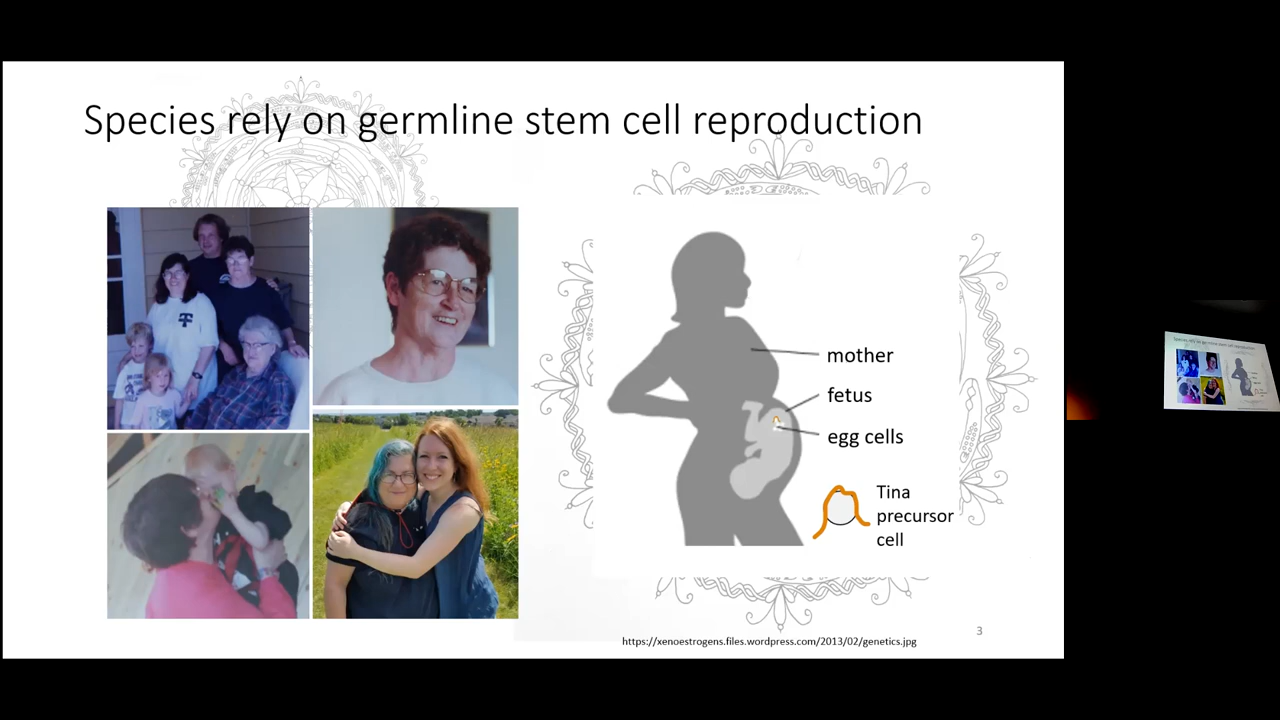 Species rely on germline stem cell reproduction
mother
fetus
egg cells
Tina
precursor
cell
https://xenoestrogens.files.wordpress.com/2013/02/genetics.jpg
3